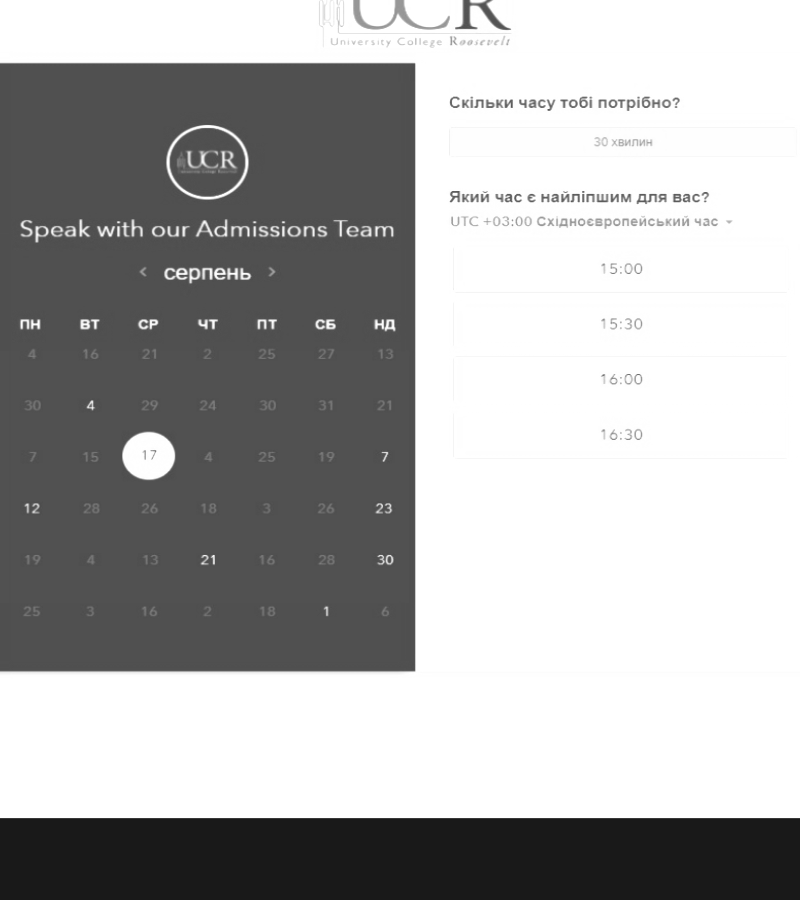 UCR
University College Roosevelt
UCR
Speak with our Admissions Team
< серпень >
ПН ВТ СР ЧТ ПТ СБ НД
4 16 21 2 25 27 13
30 4 29 24 30 31 21
7 15 17 4 25 19 7
12 28 26 18 3 26 23
19 4 13 21 16 28 30
25 3 16 2 18 1 6
Скільки часу тобі потрібно?
30 хвилин
Який час є найліпшим для вас?
UTC +03:00 Східноєвропейський час
15:00
15:30
16:00
16:30